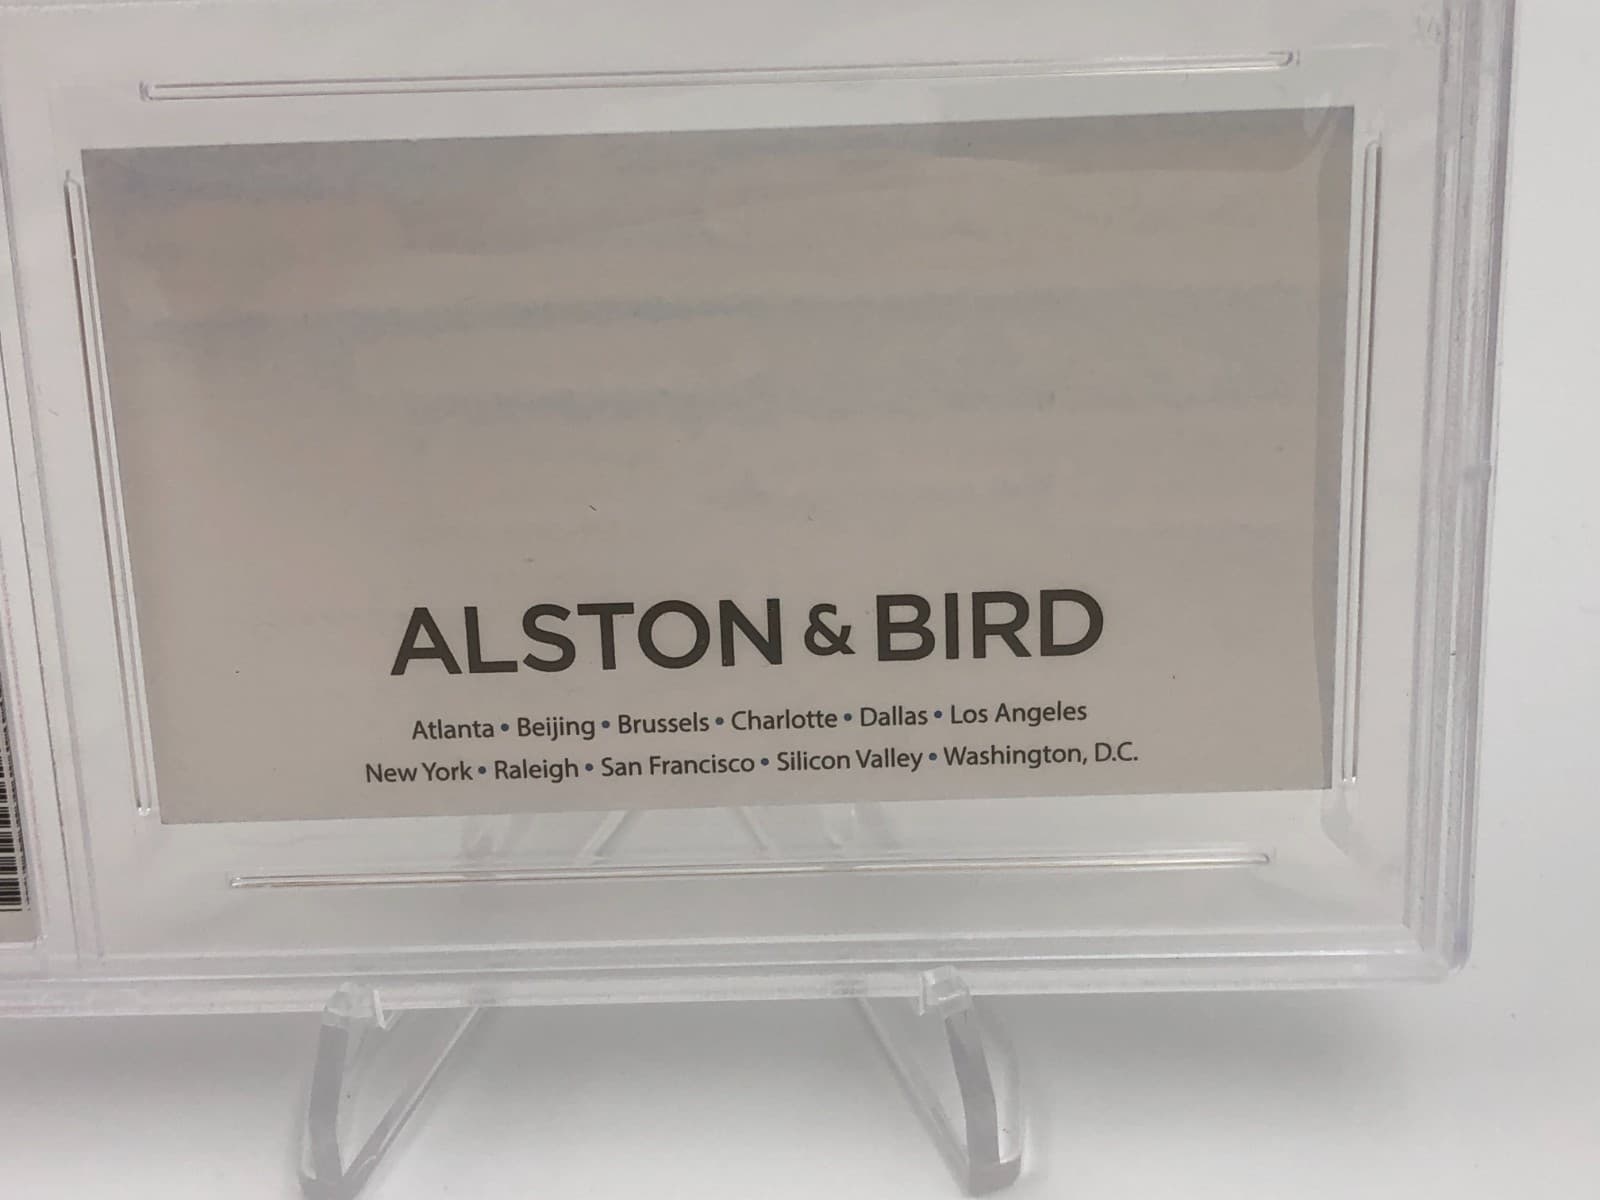 ALSTON & BIRD
Atlanta • Beijing • Brussels • Charlotte • Dallas • Los Angeles
New York • Raleigh • San Francisco • Silicon Valley • Washington, D.C.